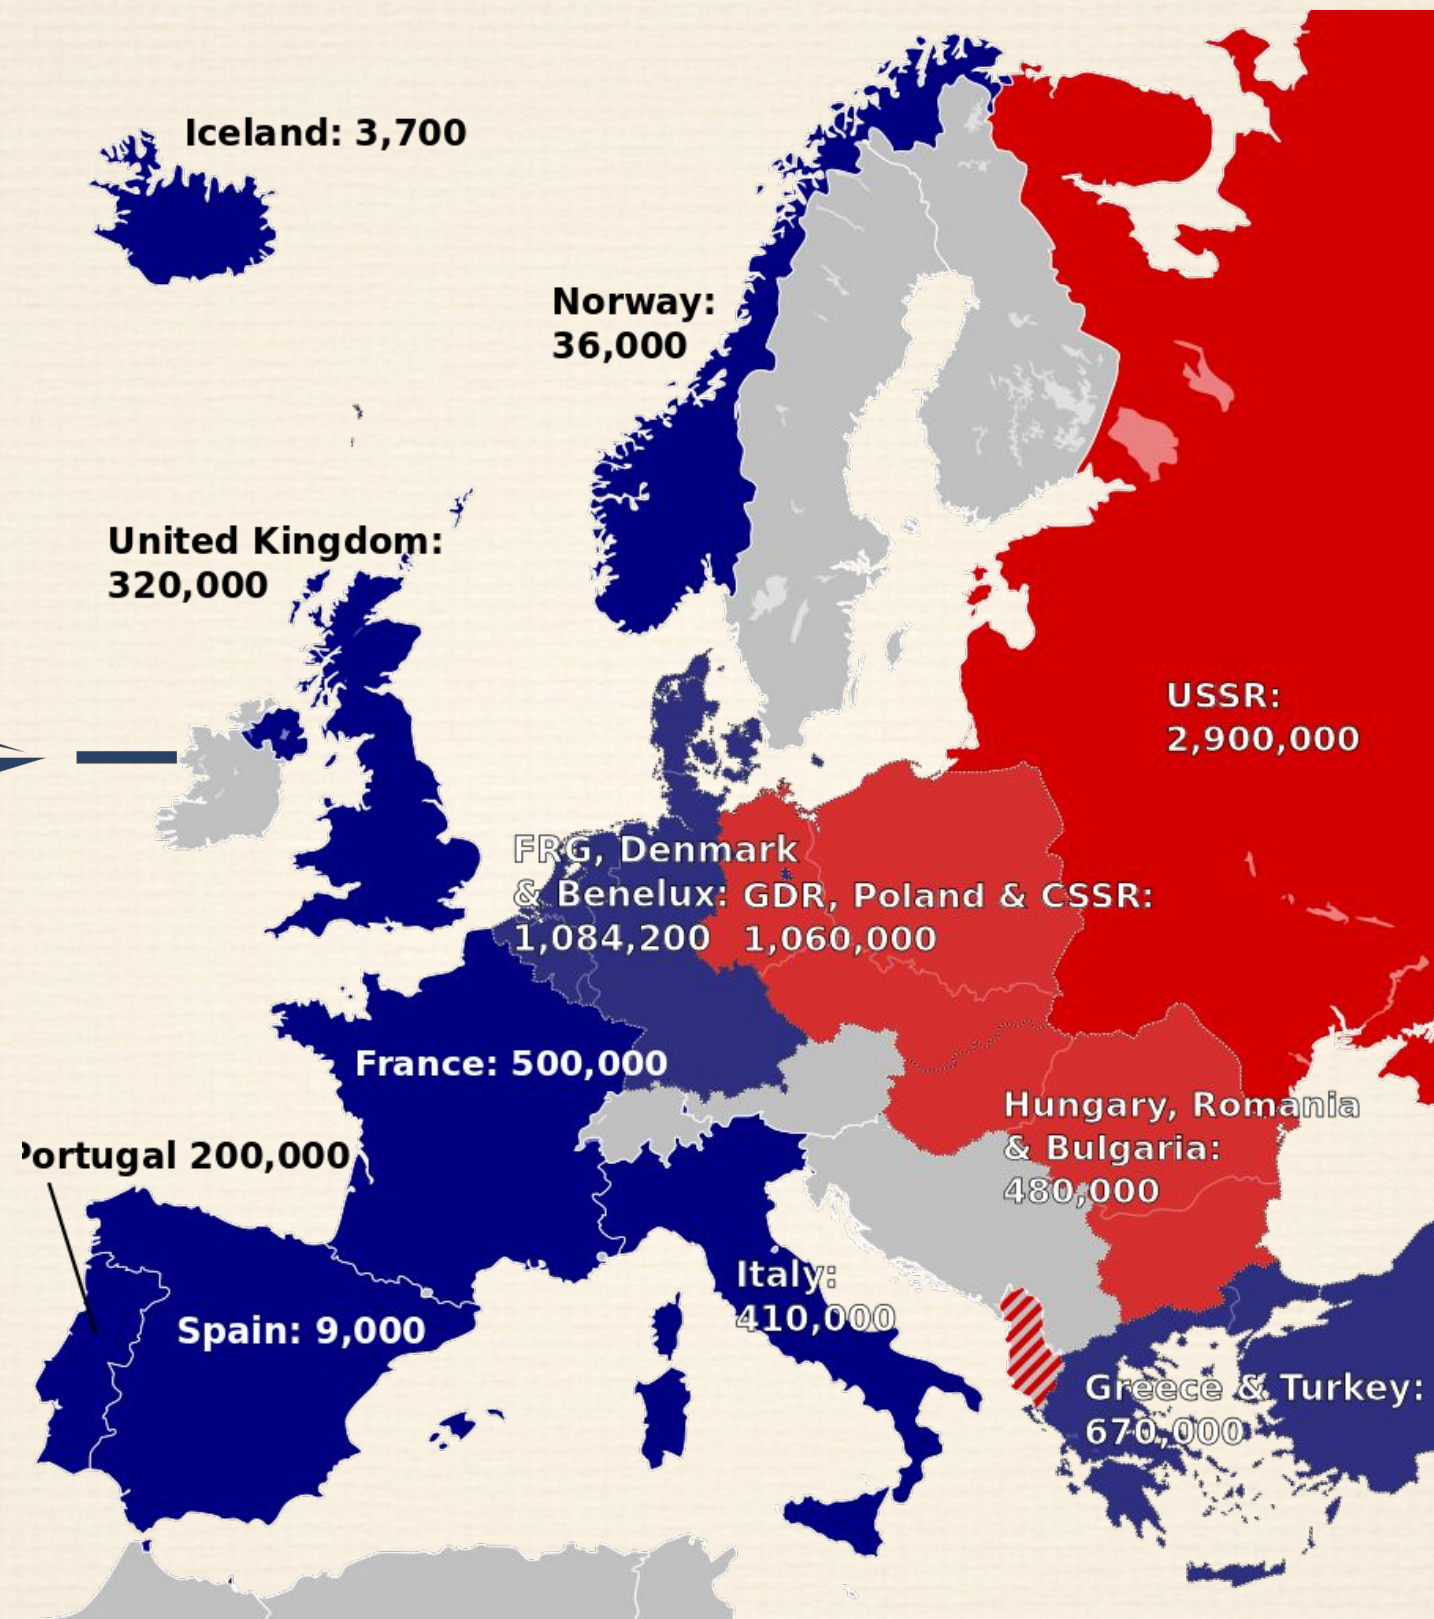 Iceland: 3,700
Norway:
36,000
United Kingdom:
320,000
USSR:
2,900,000
FRG, Denmark
& Benelux:
1,084,200
GDR, Poland & CSSR:
1,060,000
France: 500,000
Hungary, Romania
& Bulgaria:
480,000
Portugal 200,000
Italy:
410,000
Spain: 9,000
Greece & Turkey:
670,000